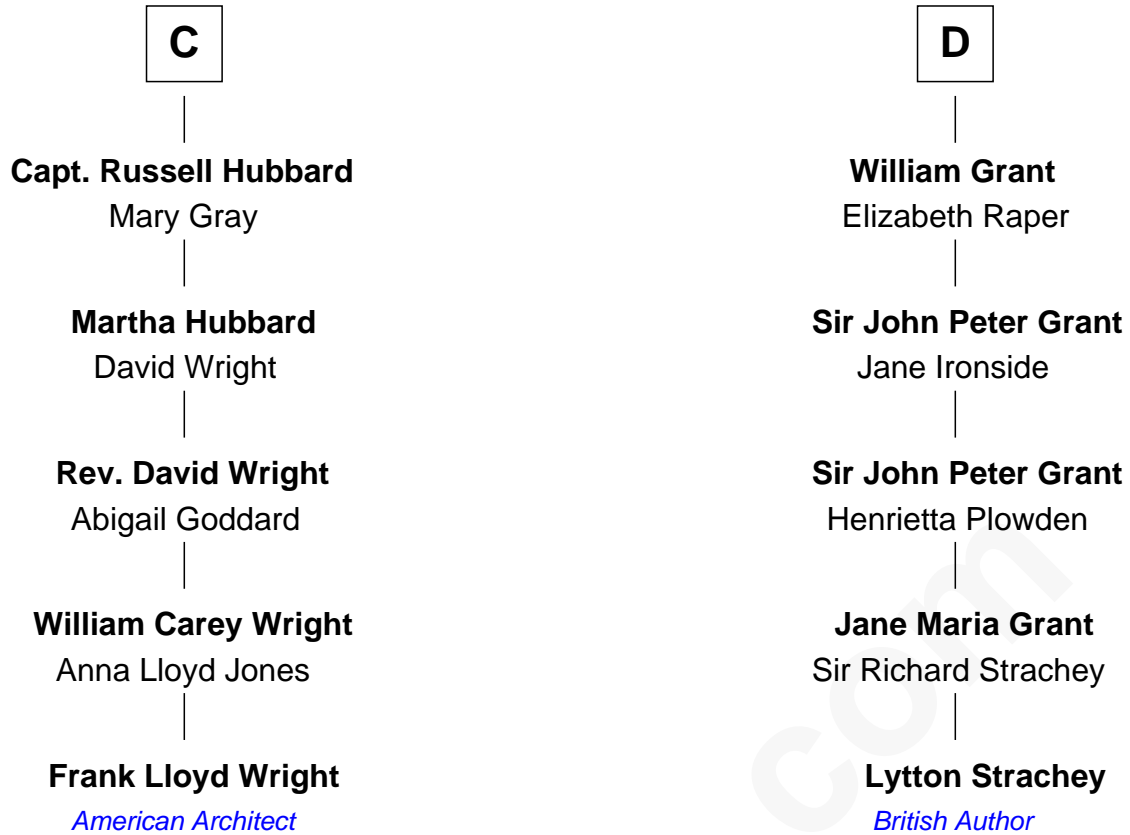 C
Capt. Russell Hubbard
Mary Gray
Martha Hubbard
David Wright
Rev. David Wright
Abigail Goddard
William Carey Wright
Anna Lloyd Jones
Frank Lloyd Wright
American Architect
D
William Grant
Elizabeth Raper
Sir John Peter Grant
Jane Ironside
Sir John Peter Grant
Henrietta Plowden
Jane Maria Grant
Sir Richard Strachey
Lytton Strachey
British Author
com